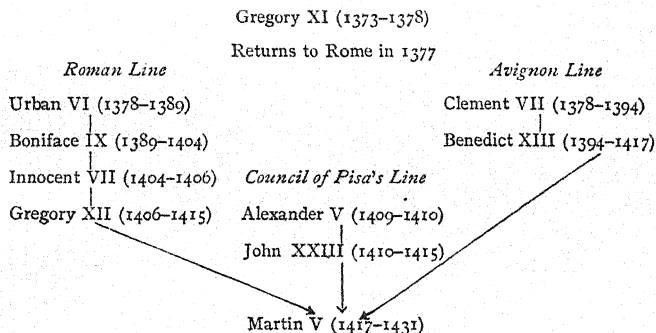 Gregory XI (1373–1378)
Returns to Rome in 1377
Roman Line
Avignon Line
Urban VI (1378–1389)
Clement VII (1378–1394)
Boniface IX (1389–1404)
Benedict XIII (1394–1417)
Innocent VII (1404–1406)
Council of Pisa's Line
Gregory XII (1406–1415)
Alexander V (1409–1410)
John XXIII (1410–1415)
Martin V (1417–1431)